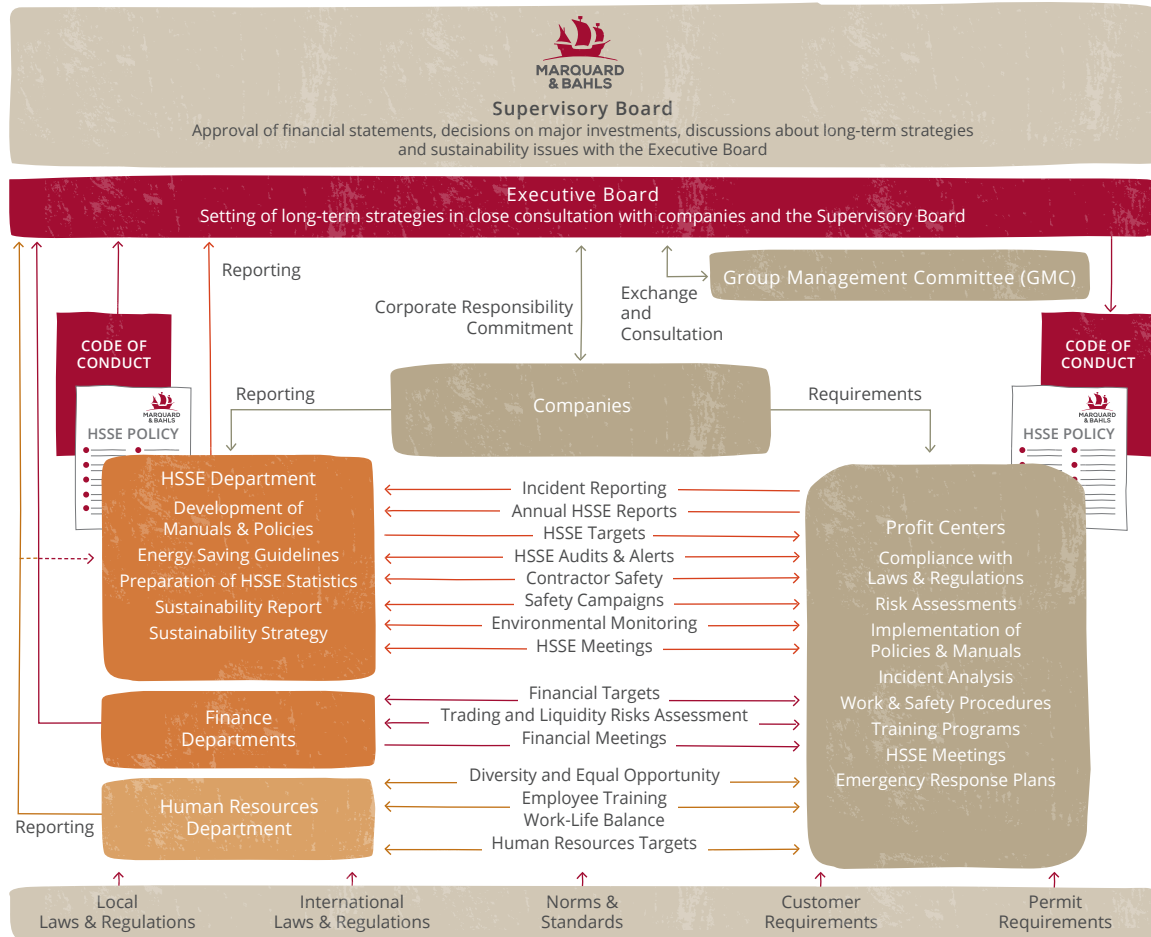 MARQUARD
& BAHLS
Supervisory Board
Approval of financial statements, decisions on major investments, discussions about long-term strategies
and sustainability issues with the Executive Board
Executive Board
Setting of long-term strategies in close consultation with companies and the Supervisory Board
Reporting
Corporate Responsibility
Commitment
Exchange
and
Consultation
Group Management Committee (GMC)
CODE OF
CONDUCT
MARQUARD
& BAHLS
HSSE POLICY
Reporting
Companies
Requirements
CODE OF
CONDUCT
MARQUARD
& BAHLS
HSSE POLICY
HSSE Department
Development of
Manuals & Policies
Energy Saving Guidelines
Preparation of HSSE Statistics
Sustainability Report
Sustainability Strategy
Incident Reporting
Annual HSSE Reports
HSSE Targets
HSSE Audits & Alerts
Contractor Safety
Safety Campaigns
Environmental Monitoring
HSSE Meetings
Profit Centers
Compliance with
Laws & Regulations
Risk Assessments
Implementation of
Policies & Manuals
Incident Analysis
Work & Safety Procedures
Training Programs
HSSE Meetings
Emergency Response Plans
Finance
Departments
Financial Targets
Trading and Liquidity Risks Assessment
Financial Meetings
Human Resources
Department
Reporting
Diversity and Equal Opportunity
Employee Training
Work-Life Balance
Human Resources Targets
Local
Laws & Regulations
International
Laws & Regulations
Norms &
Standards
Customer
Requirements
Permit
Requirements